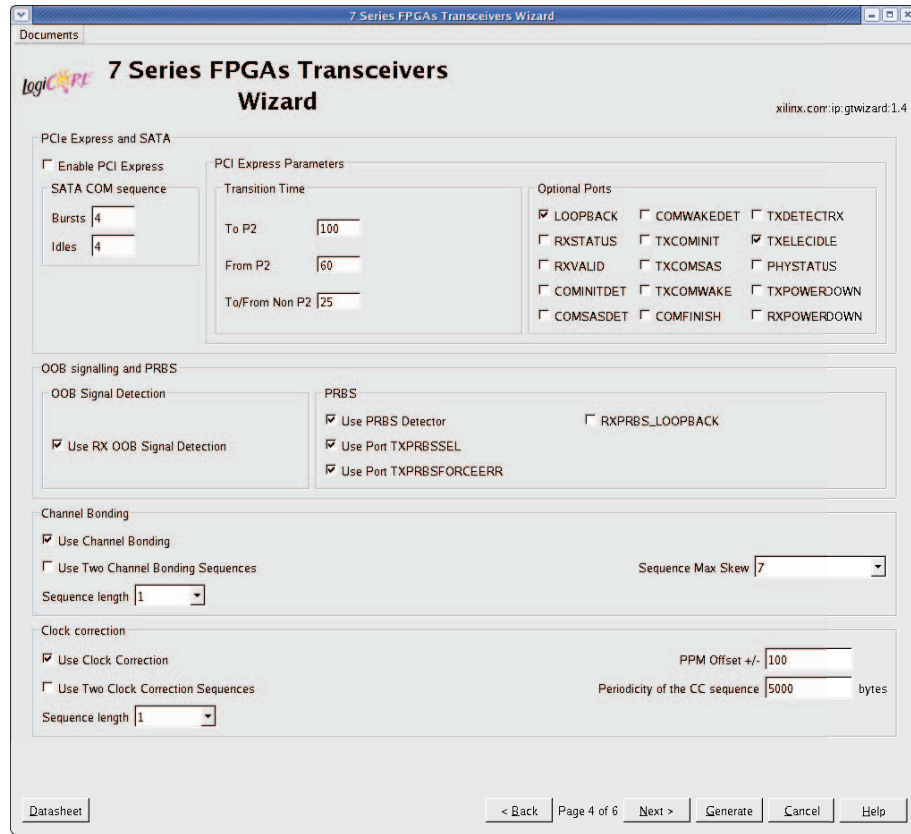 7 Series FPGAs Transceivers Wizard
Documents
logiCORE
7 Series FPGAs Transceivers
Wizard
xilinx.com:ip:gtwizard:1.4
PCIe Express and SATA
Enable PCI Express
SATA COM sequence
Bursts 4
Idles 4
PCI Express Parameters
Transition Time
To P2 100
From P2 60
To/From Non P2 25
Optional Ports
LOOPBACK COMWAKEDET TXDETECTRX
RXSTATUS TXCOMINIT TXELECIDLE
RXVALID TXCOMSAS PHYSTATUS
COMINITDET TXCOMWAKE TXPOWERDOWN
COMSASDET COMFINISH RXPOWERDOWN
OOB signalling and PRBS
OOB Signal Detection
Use RX OOB Signal Detection
PRBS
Use PRBS Detector RXPRBS_LOOPBACK
Use Port TXPRBSSEL
Use Port TXPRBSFORCEERR
Channel Bonding
Use Channel Bonding
Use Two Channel Bonding Sequences Sequence Max Skew 7
Sequence length 1
Clock correction
Use Clock Correction PPM Offset +/- 100
Use Two Clock Correction Sequences Periodicity of the CC sequence 5000 bytes
Sequence length 1
Datasheet < Back Page 4 of 6 Next > Generate Cancel Help